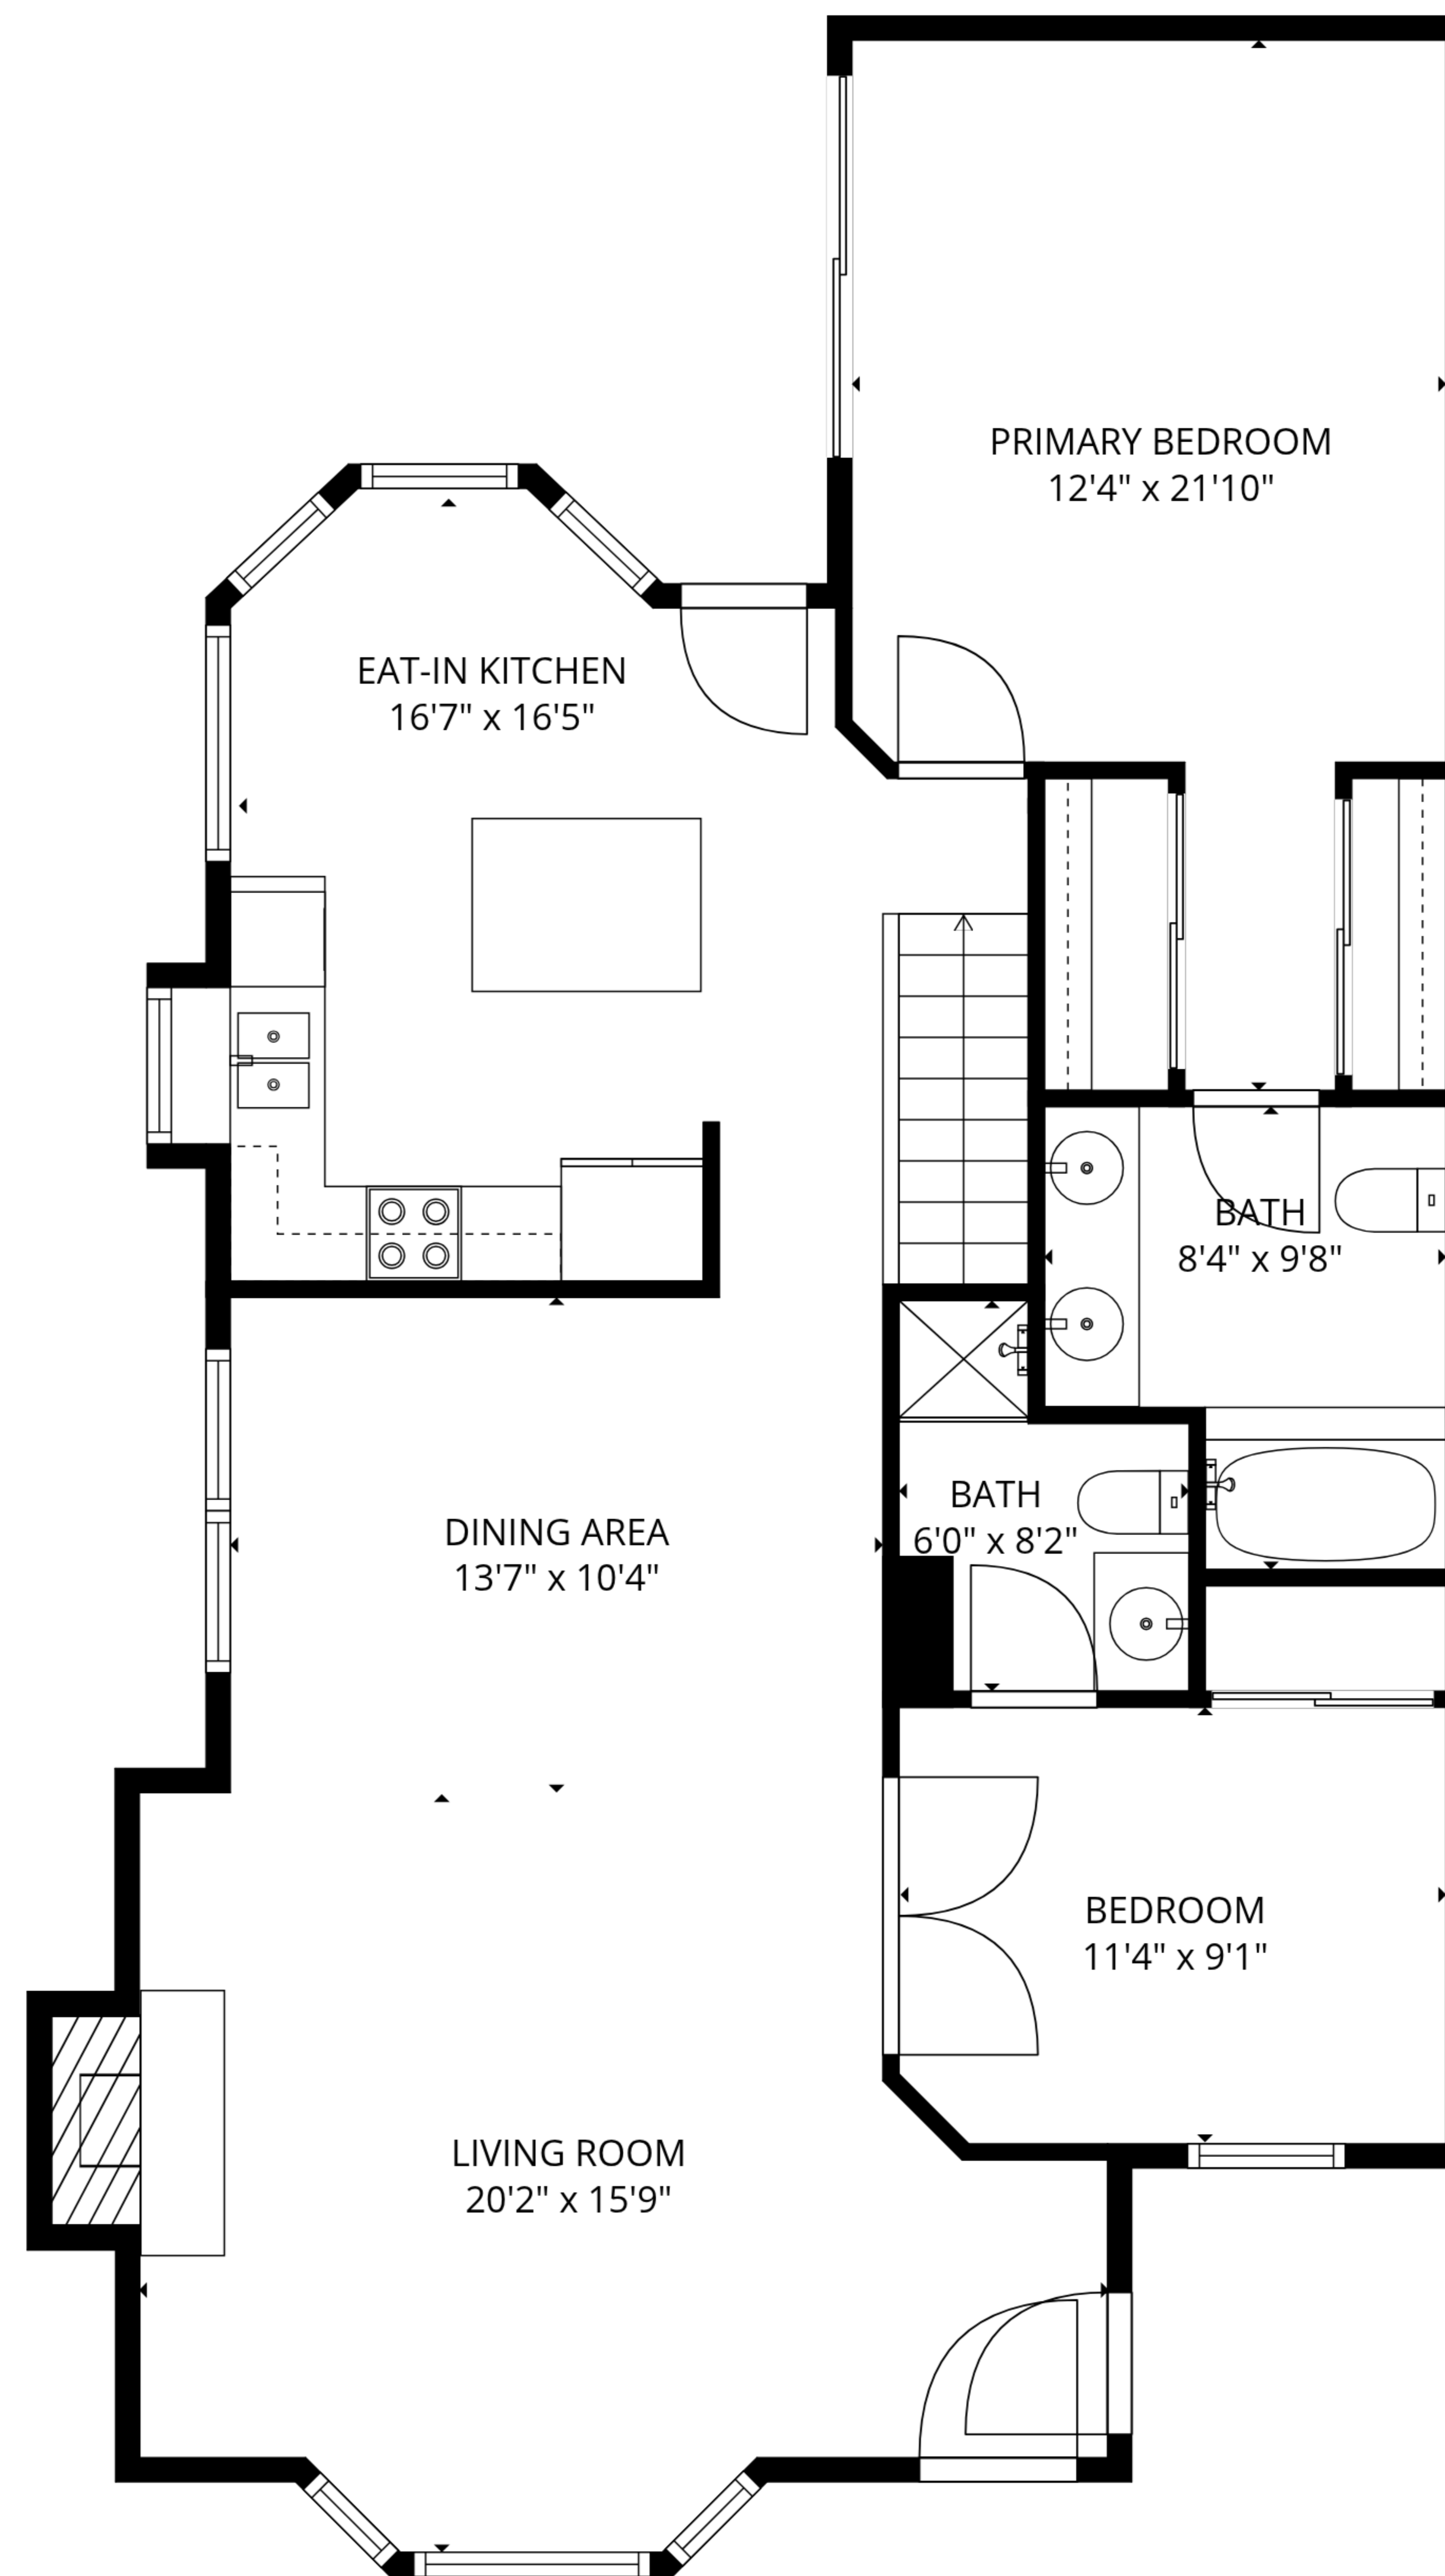 PRIMARY BEDROOM
12'4" x 21'10"
EAT-IN KITCHEN
16'7" x 16'5"
BATH
8'4" x 9'8"
BATH
6'0" x 8'2"
DINING AREA
13'7" x 10'4"
BEDROOM
11'4" x 9'1"
LIVING ROOM
20'2" x 15'9"